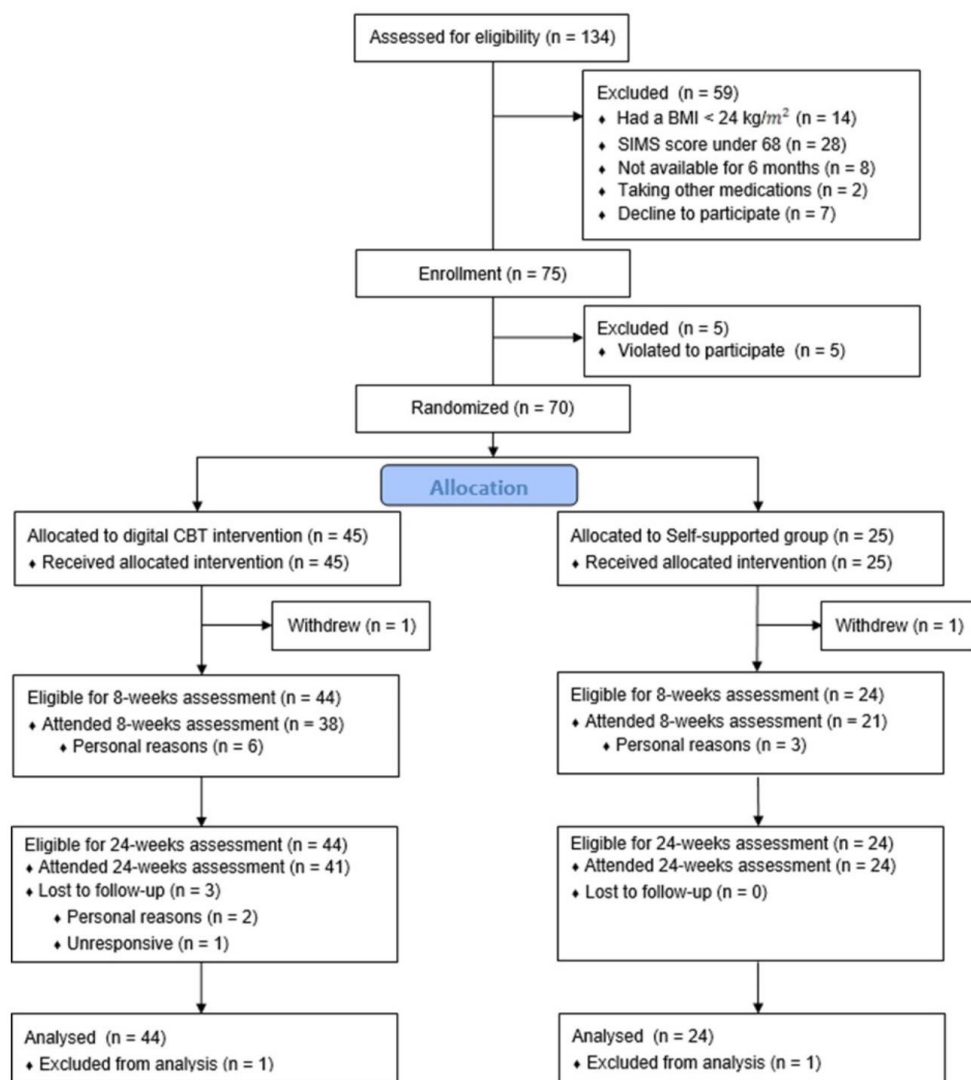 Assessed for eligibility (n = 134)
Excluded (n = 59)
♦ Had a BMI < 24 kg/m² (n = 14)
♦ SIMS score under 68 (n = 28)
♦ Not available for 6 months (n = 8)
♦ Taking other medications (n = 2)
♦ Decline to participate (n = 7)
Enrollment (n = 75)
Excluded (n = 5)
♦ Violated to participate (n = 5)
Randomized (n = 70)
Allocation
Allocated to digital CBT intervention (n = 45)
♦ Received allocated intervention (n = 45)
Allocated to Self-supported group (n = 25)
♦ Received allocated intervention (n = 25)
Withdrew (n = 1)
Withdrew (n = 1)
Eligible for 8-weeks assessment (n = 44)
♦ Attended 8-weeks assessment (n = 38)
♦ Personal reasons (n = 6)
Eligible for 8-weeks assessment (n = 24)
♦ Attended 8-weeks assessment (n = 21)
♦ Personal reasons (n = 3)
Eligible for 24-weeks assessment (n = 44)
♦ Attended 24-weeks assessment (n = 41)
♦ Lost to follow-up (n = 3)
♦ Personal reasons (n = 2)
♦ Unresponsive (n = 1)
Eligible for 24-weeks assessment (n = 24)
♦ Attended 24-weeks assessment (n = 24)
♦ Lost to follow-up (n = 0)
Analysed (n = 44)
♦ Excluded from analysis (n = 1)
Analysed (n = 24)
♦ Excluded from analysis (n = 1)